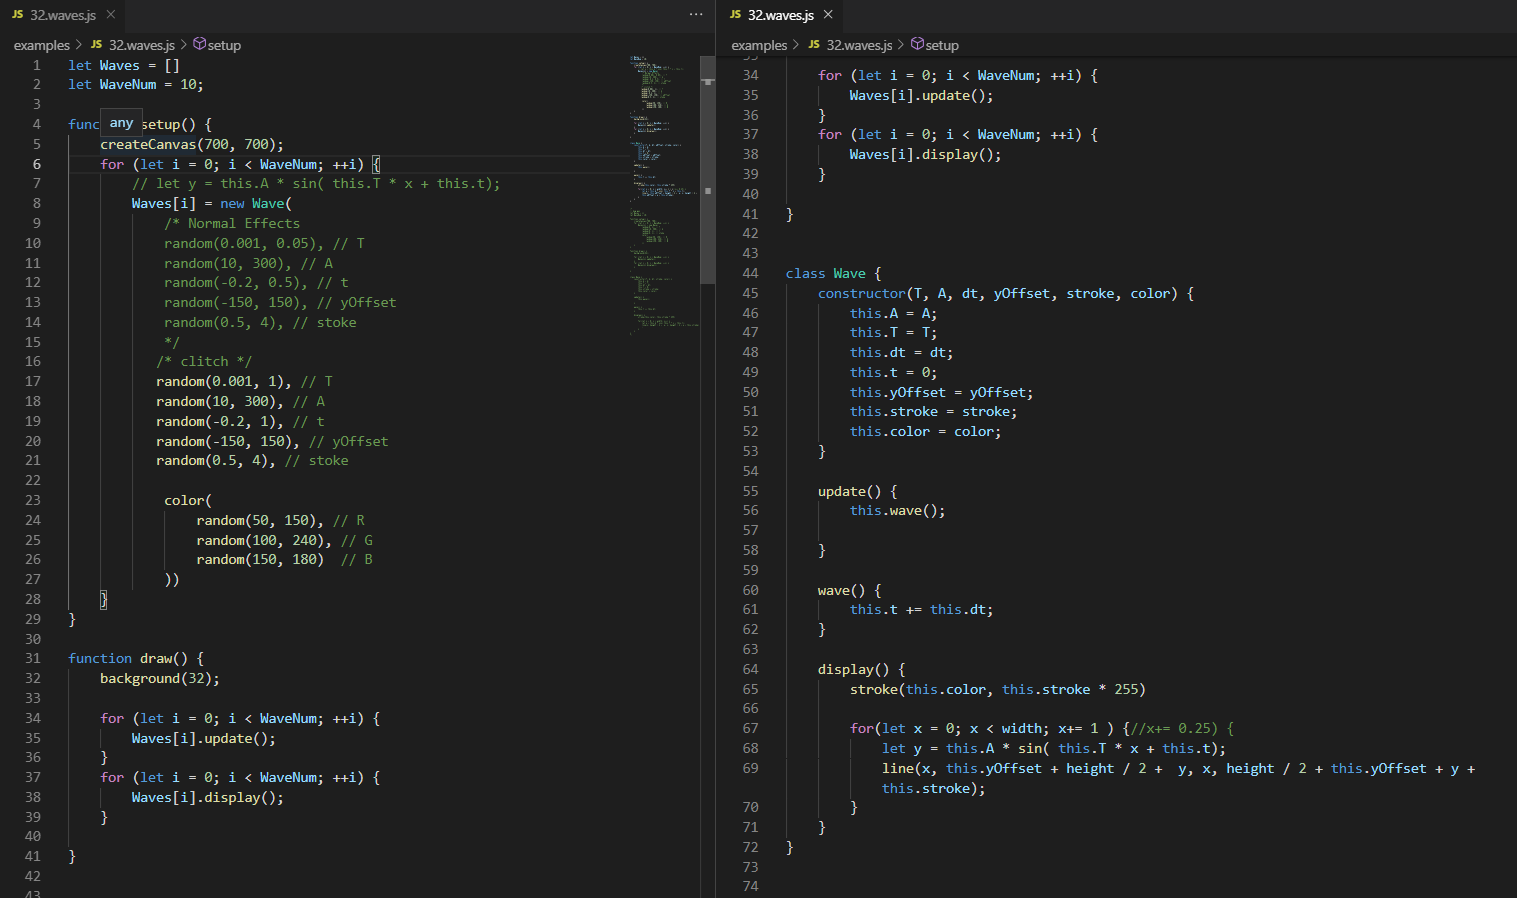 JS 32.waves.js ×
examples > JS 32.waves.js > setup
1 let Waves = []
2 let WaveNum = 10;
3
4 func any setup() {
5 createCanvas(700, 700);
6 for (let i = 0; i < WaveNum; ++i) {
7 // let y = this.A * sin( this.T * x + this.t);
8 Waves[i] = new Wave(
9 /* Normal Effects
10 random(0.001, 0.05), // T
11 random(10, 300), // A
12 random(-0.2, 0.5), // t
13 random(-150, 150), // yOffset
14 random(0.5, 4), // stoke
15 */
16 /* clitch */
17 random(0.001, 1), // T
18 random(10, 300), // A
19 random(-0.2, 1), // t
20 random(-150, 150), // yOffset
21 random(0.5, 4), // stoke
22
23 color(
24 random(50, 150), // R
25 random(100, 240), // G
26 random(150, 180)  // B
27 ))
28 }
29 }
30
31 function draw() {
32 background(32);
33
34 for (let i = 0; i < WaveNum; ++i) {
35 Waves[i].update();
36 }
37 for (let i = 0; i < WaveNum; ++i) {
38 Waves[i].display();
39 }
40
41 }
42
43
JS 32.waves.js ×
examples > JS 32.waves.js > setup
33
34 for (let i = 0; i < WaveNum; ++i) {
35 Waves[i].update();
36 }
37 for (let i = 0; i < WaveNum; ++i) {
38 Waves[i].display();
39 }
40
41 }
42
43
44 class Wave {
45 constructor(T, A, dt, yOffset, stroke, color) {
46 this.A = A;
47 this.T = T;
48 this.dt = dt;
49 this.t = 0;
50 this.yOffset = yOffset;
51 this.stroke = stroke;
52 this.color = color;
53 }
54
55 update() {
56 this.wave();
57
58 }
59
60 wave() {
61 this.t += this.dt;
62 }
63
64 display() {
65 stroke(this.color, this.stroke * 255)
66
67 for(let x = 0; x < width; x+= 1 ) {//x+= 0.25) {
68 let y = this.A * sin( this.T * x + this.t);
69 line(x, this.yOffset + height / 2 +  y, x, height / 2 + this.yOffset + y +
this.stroke);
70 }
71 }
72 }
73
74